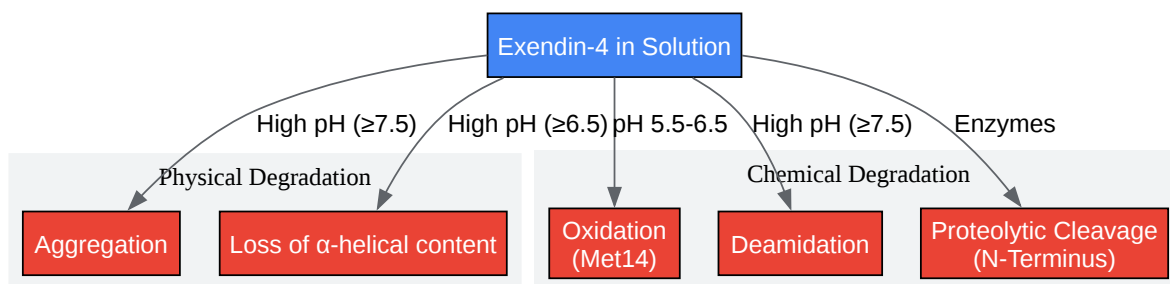 Exendin-4 in Solution
High pH (≥7.5)
High pH (≥6.5)
pH 5.5-6.5
High pH (≥7.5)
Enzymes
Physical Degradation
Chemical Degradation
Aggregation
Loss of α-helical content
Oxidation
(Met14)
Deamidation
Proteolytic Cleavage
(N-Terminus)